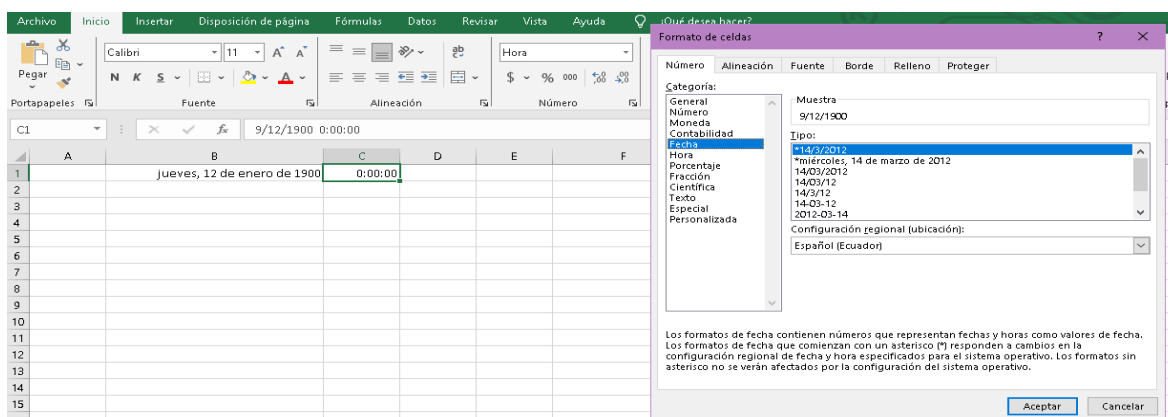 Archivo Inicio Insertar Disposición de página Fórmulas Datos Revisar Vista Ayuda ¿Qué desea hacer?
Pegar
Calibri 11 A A
N K S A
ab
Hora
$ % 000
Portapapeles Fuente Alineación Número
C1 fx 9/12/1900 0:00:00
A B C D E F
1 jueves, 12 de enero de 1900 0:00:00
2
3
4
5
6
7
8
9
10
11
12
13
14
15
Formato de celdas ? ×
Número Alineación Fuente Borde Relleno Proteger
Categoría:
General
Número
Moneda
Contabilidad
Fecha
Hora
Porcentaje
Fracción
Científica
Texto
Especial
Personalizada
Muestra
9/12/1900
Tipo:
*14/3/2012
*miércoles, 14 de marzo de 2012
14/03/2012
14/03/12
14/3/12
14-03-12
2012-03-14
Configuración regional (ubicación):
Español (Ecuador)
Los formatos de fecha contienen números que representan fechas y horas como valores de fecha.
Los formatos de fecha que comienzan con un asterisco (*) responden a cambios en la
configuración regional de fecha y hora especificados para el sistema operativo. Los formatos sin
asterisco no se verán afectados por la configuración del sistema operativo.
Aceptar Cancelar